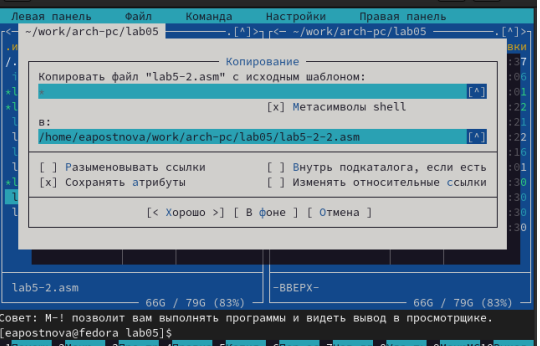 Левая панель Файл Команда Настройки Правая панель
~/work/arch-pc/lab05 .[^] ~/work/arch-pc/lab05 .[^]
Копирование
Копировать файл "lab5-2.asm" с исходным шаблоном:
* [^]
[x] Метасимволы shell
в:
/home/eapostnova/work/arch-pc/lab05/lab5-2-2.asm [^]
[ ] Разыменовывать ссылки [ ] Внутрь подкаталога, если есть
[x] Сохранять атрибуты [ ] Изменять относительные ссылки
[< Хорошо >] [ В фоне ] [ Отмена ]
lab5-2.asm -ВВЕРХ-
66G / 79G (83%) 66G / 79G (83%)
Совет: M-! позволит вам выполнять программы и видеть вывод в просмотрщике.
[eapostnova@fedora lab05]$